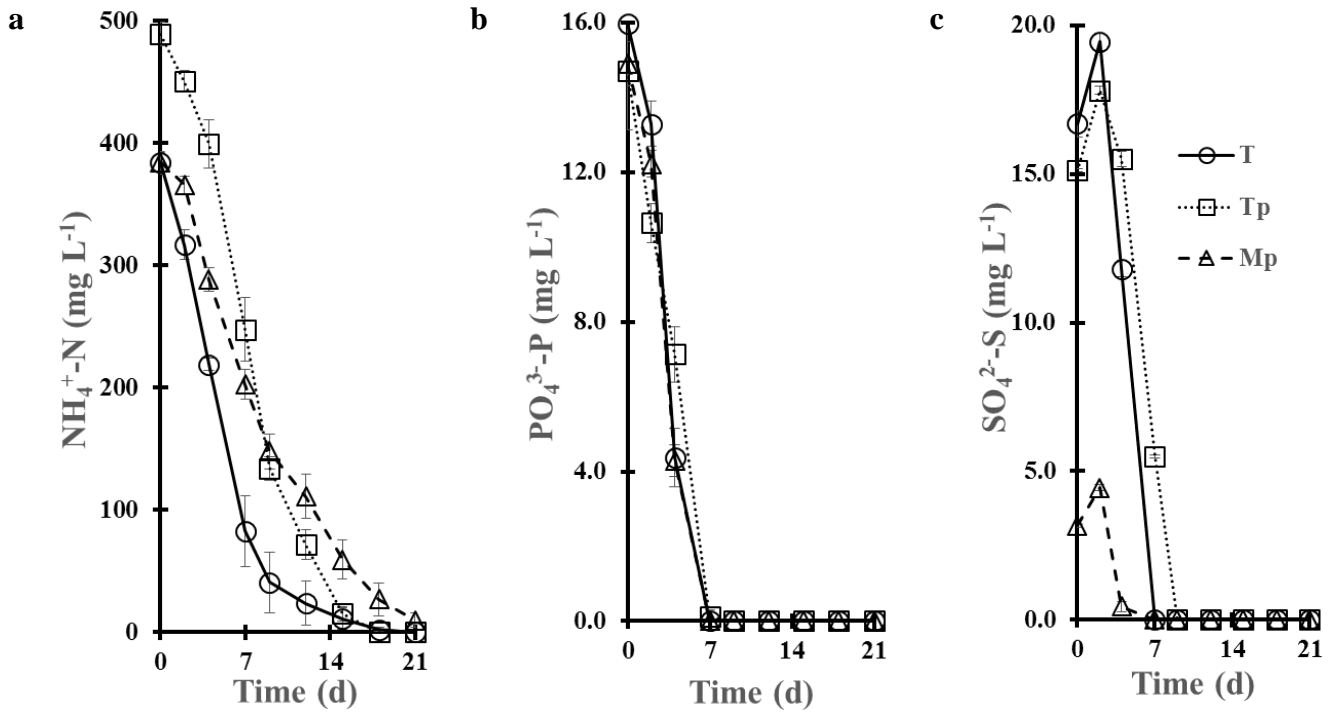 a
NH₄⁺-N (mg L⁻¹)
500
400
300
200
100
0
0 7 14 21
Time (d)
b
PO₄³⁻-P (mg L⁻¹)
16.0
12.0
8.0
4.0
0.0
0 7 14 21
Time (d)
c
SO₄²⁻-S (mg L⁻¹)
20.0
15.0
10.0
5.0
0.0
0 7 14 21
Time (d)
T
Tp
Mp